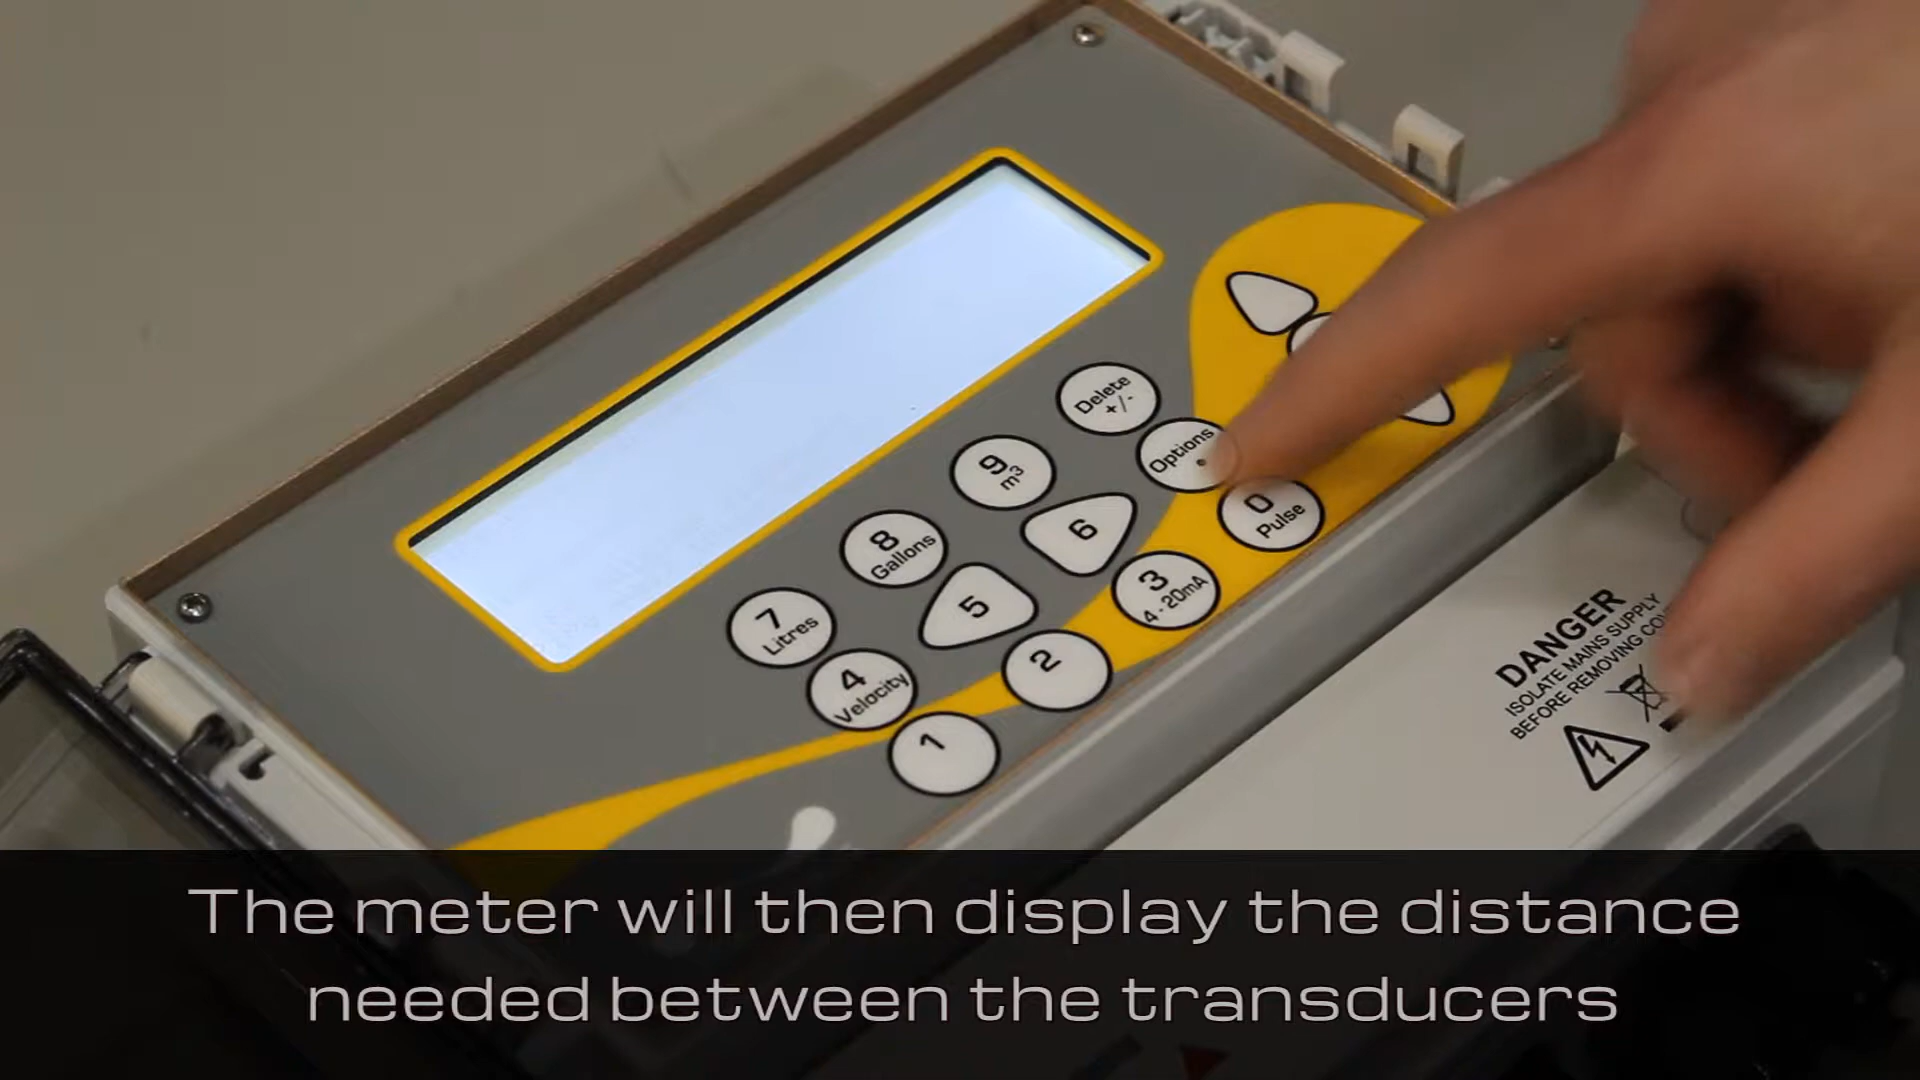 Delete
+/-
Options
9
m³
6
0
Pulse
8
Gallons
5
3
4-20mA
7
Litres
4
Velocity
2
1
DANGER
ISOLATE MAINS SUPPLY
BEFORE REMOVING
The meter will then display the distance
needed between the transducers